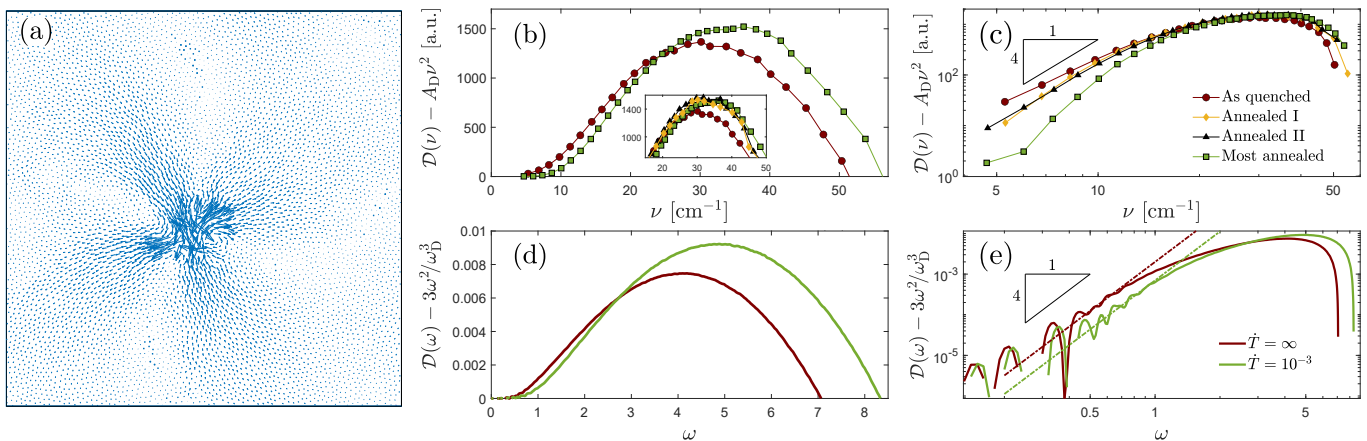 (a)
(b)
𝒟(ν) − A_Dν² [a.u.]
1500
1000
500
0
0 10 20 30 40 50
ν [cm⁻¹]
1400
1000
20 30 40 50
(c)
𝒟(ν) − A_Dν² [a.u.]
10²
10⁰
5 10 50
ν [cm⁻¹]
1
4
As quenched
Annealed I
Annealed II
Most annealed
(d)
𝒟(ω) − 3ω²/ω_D³
0.01
0.008
0.006
0.004
0.002
0
0 1 2 3 4 5 6 7 8
ω
(e)
𝒟(ω) − 3ω²/ω_D³
10⁻³
10⁻⁵
0.5 1 5
ω
1
4
Ṫ = ∞
Ṫ = 10⁻³